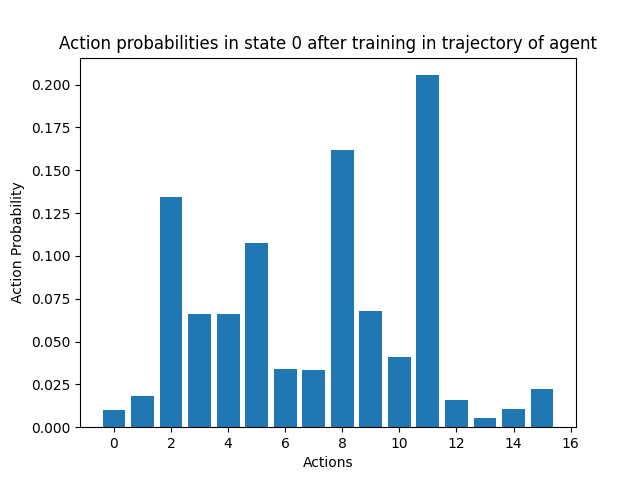 Action probabilities in state 0 after training in trajectory of agent
0.200
0.175
0.150
0.125
0.100
0.075
0.050
0.025
0.000
Action Probability
0 2 4 6 8 10 12 14 16
Actions